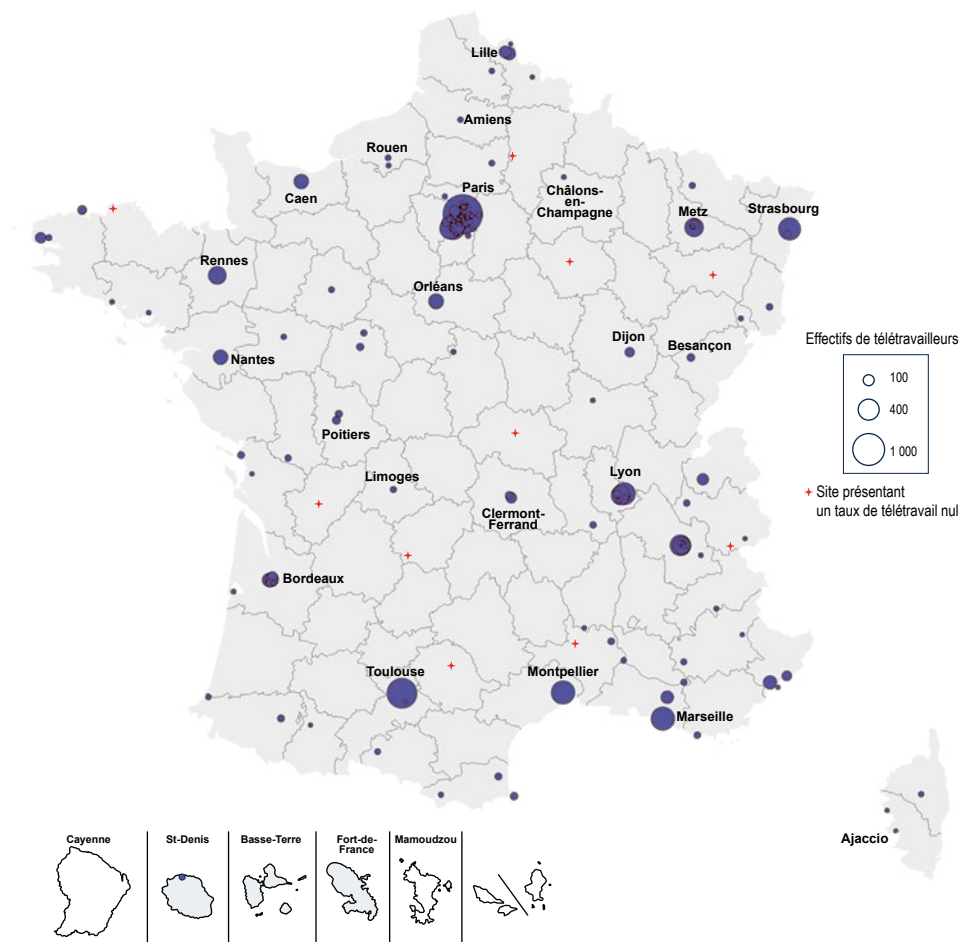 Lille
Amiens
Rouen
Paris
Caen
Châlons-
en-
Champagne
Metz
Strasbourg
Rennes
Orléans
Nantes
Dijon
Besançon
Effectifs de télétravailleurs
100
400
1 000
Site présentant
un taux de télétravail nul
Poitiers
Limoges
Lyon
Clermont-
Ferrand
Bordeaux
Toulouse
Montpellier
Marseille
Ajaccio
Cayenne
St-Denis
Basse-Terre
Fort-de-
France
Mamoudzou